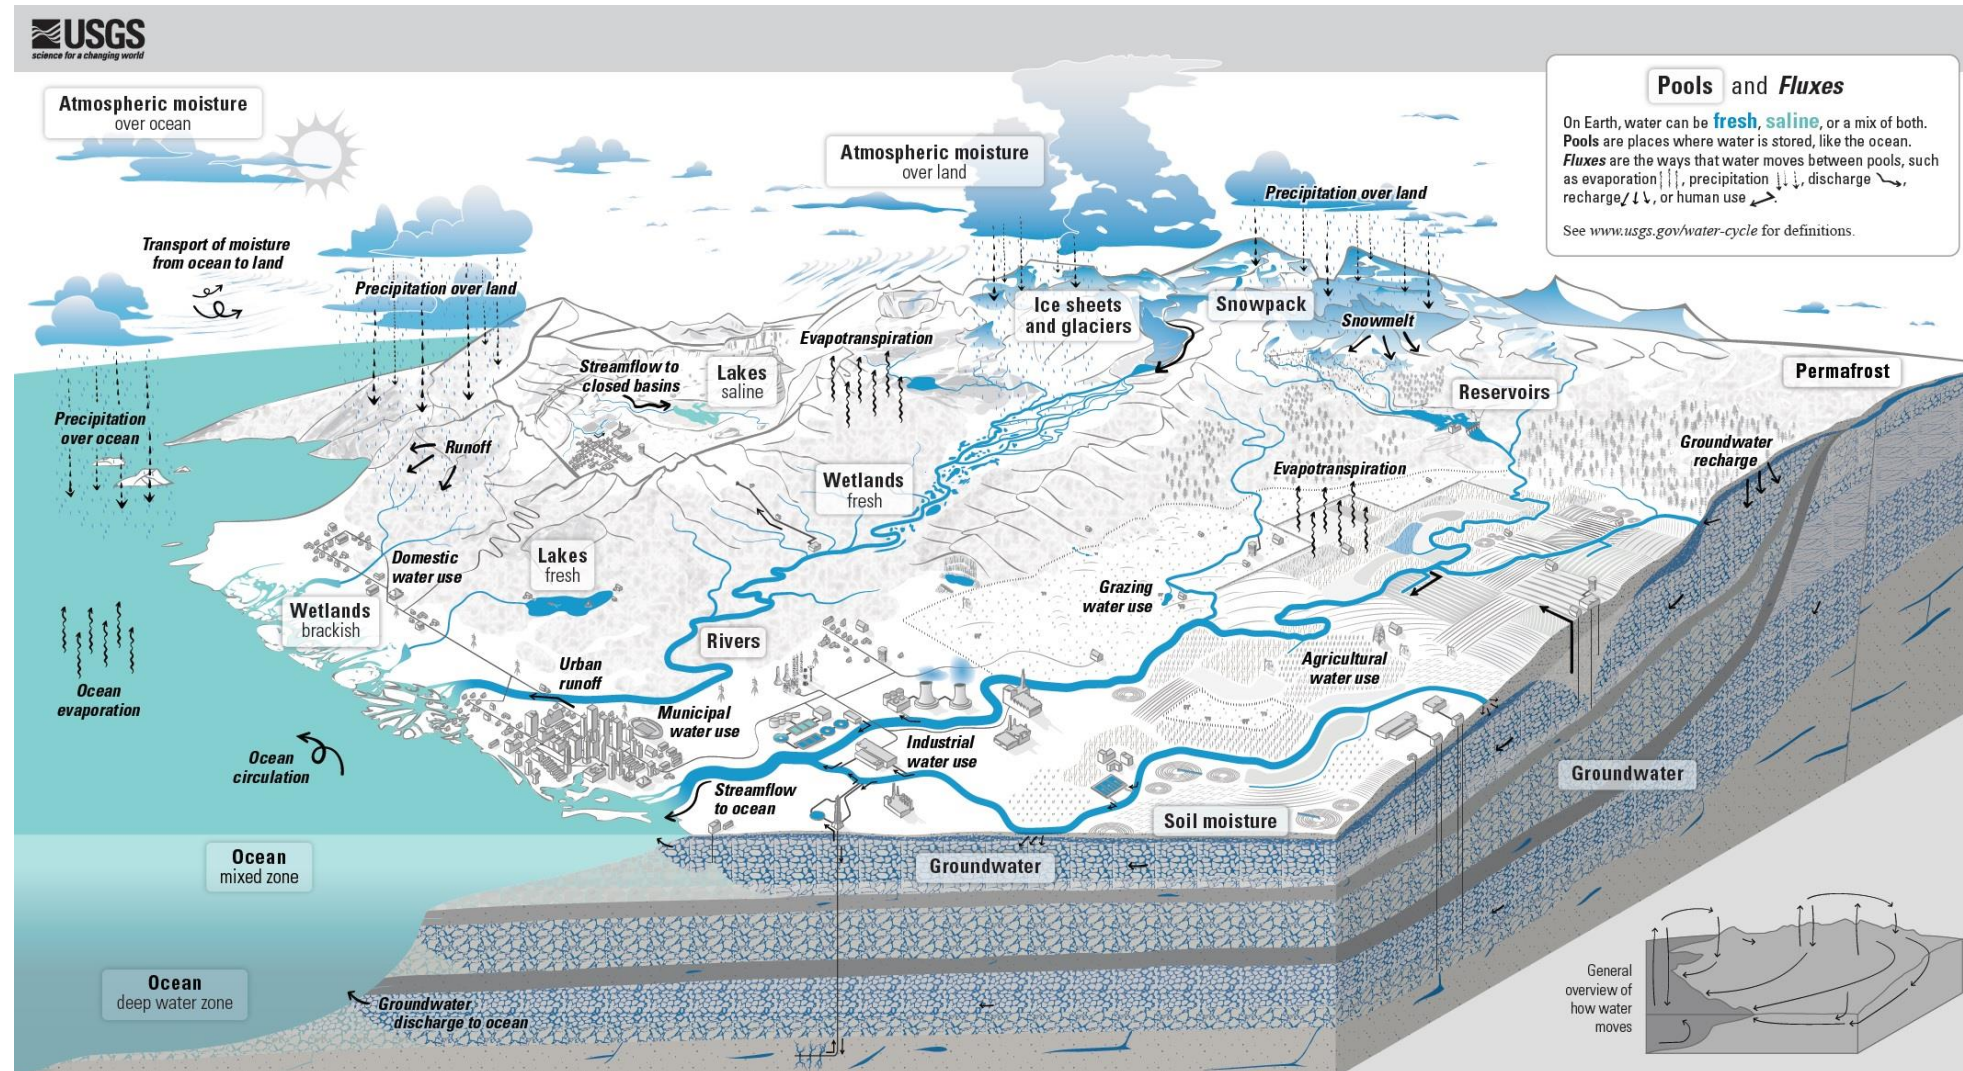 USGS
science for a changing world
Atmospheric moisture
over ocean
Atmospheric moisture
over land
Pools and Fluxes
On Earth, water can be fresh, saline, or a mix of both.
Pools are places where water is stored, like the ocean.
Fluxes are the ways that water moves between pools, such
as evaporation, precipitation, discharge,
recharge, or human use.
See www.usgs.gov/water-cycle for definitions.
Precipitation over land
Transport of moisture
from ocean to land
Precipitation over land
Ice sheets
and glaciers
Snowpack
Snowmelt
Evapotranspiration
Streamflow to
closed basins
Lakes
saline
Permafrost
Reservoirs
Precipitation
over ocean
Runoff
Groundwater
recharge
Evapotranspiration
Wetlands
fresh
Domestic
water use
Lakes
fresh
Grazing
water use
Wetlands
brackish
Rivers
Urban
runoff
Agricultural
water use
Ocean
evaporation
Municipal
water use
Industrial
water use
Ocean
circulation
Streamflow
to ocean
Groundwater
Soil moisture
Ocean
mixed zone
Groundwater
Ocean
deep water zone
Groundwater
discharge to ocean
General
overview of
how water
moves